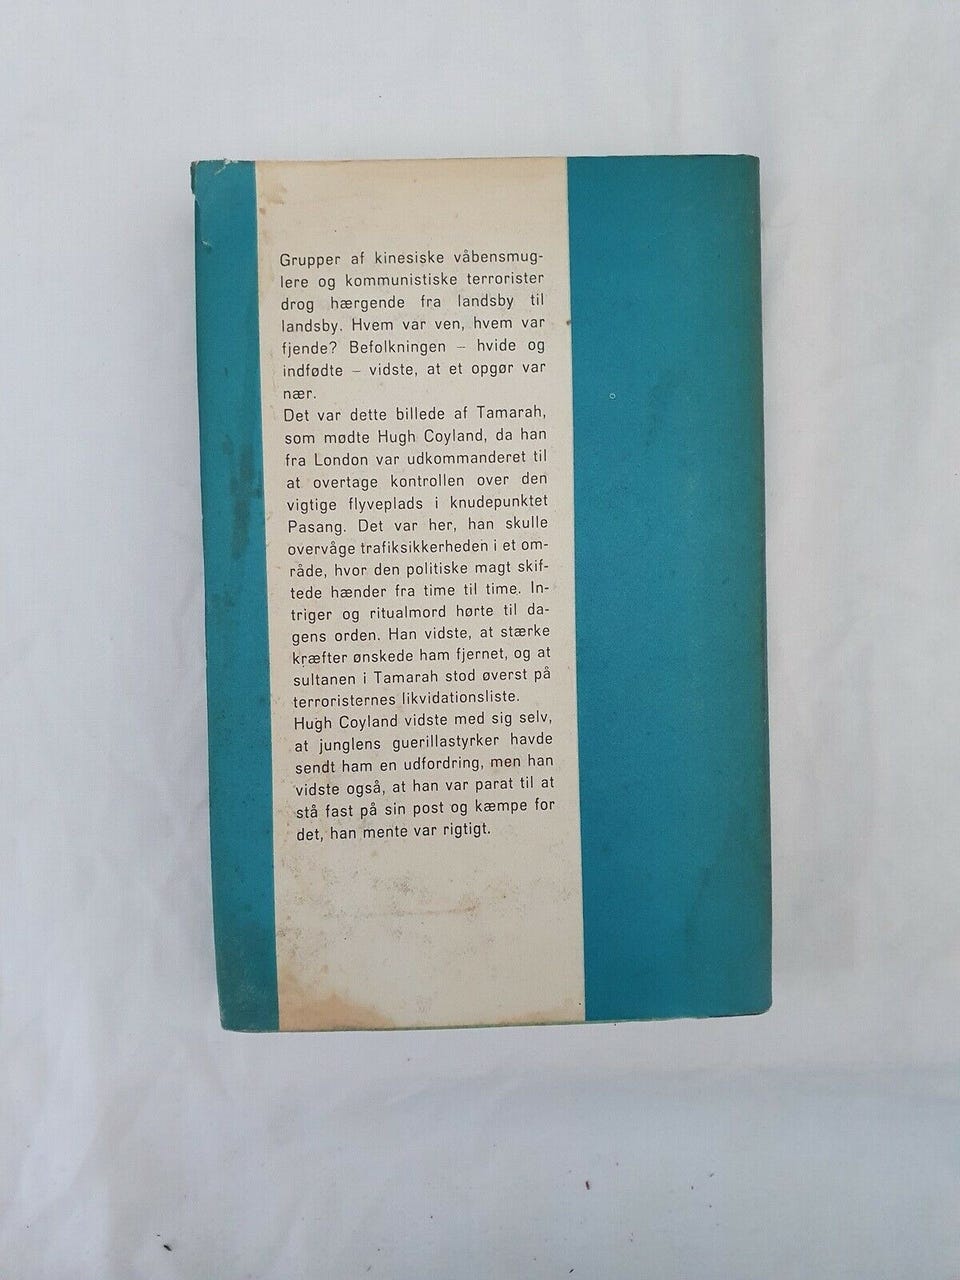 Grupper af kinesiske våbensmug-
lere og kommunistiske terrorister
drog hærgende fra landsby til
landsby. Hvem var ven, hvem var
fjende? Befolkningen – hvide og
indfødte – vidste, at et opgør var
nær.
Det var dette billede af Tamarah,
som mødte Hugh Coyland, da han
fra London var udkommanderet til
at overtage kontrollen over den
vigtige flyveplads i knudepunktet
Pasang. Det var her, han skulle
overvåge trafiksikkerheden i et om-
råde, hvor den politiske magt skif-
tede hænder fra time til time. In-
triger og ritualmord hørte til da-
gens orden. Han vidste, at stærke
kræfter ønskede ham fjernet, og at
sultanen i Tamarah stod øverst på
terroristernes likvidationsliste.
Hugh Coyland vidste med sig selv,
at junglens guerillastyrker havde
sendt ham en udfordring, men han
vidste også, at han var parat til at
stå fast på sin post og kæmpe for
det, han mente var rigtigt.